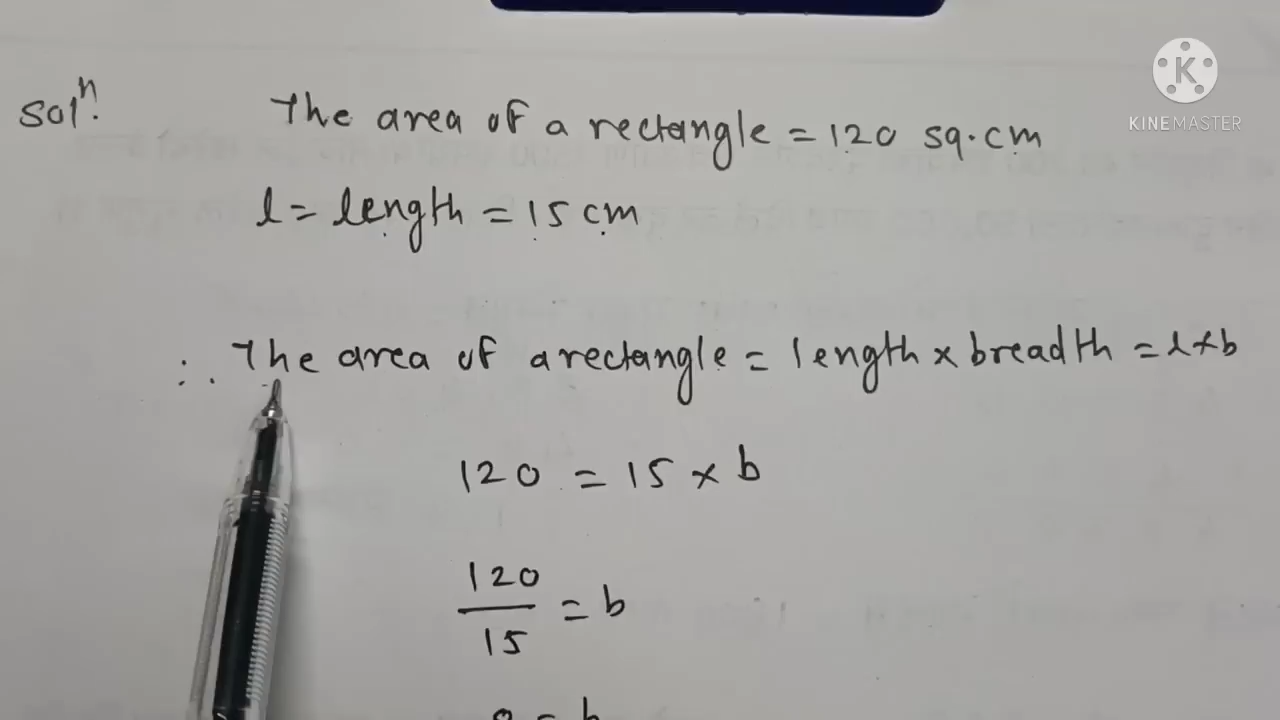 solⁿ. The area of a rectangle = 120 sq.cm
l = length = 15 cm
∴ The area of a rectangle = length × breadth = l × b
120 = 15 × b
120/15 = b
= b
K
KINEMASTER